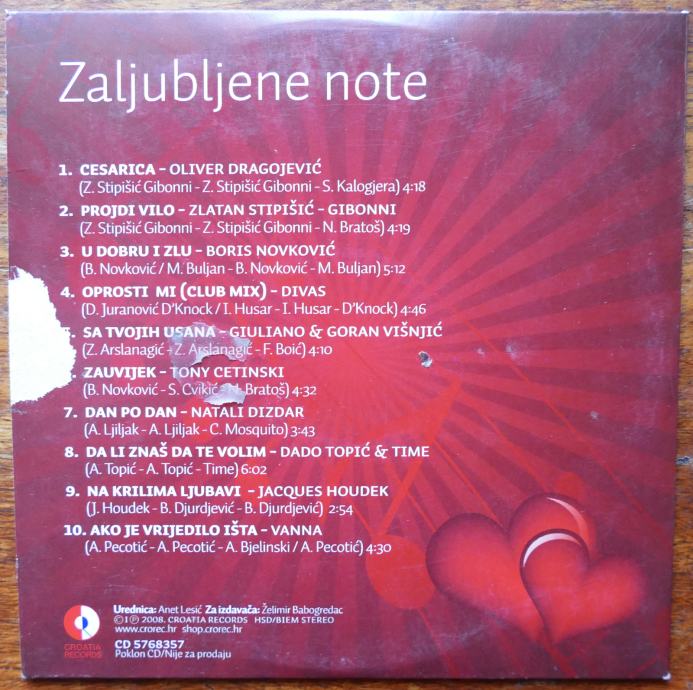 Zaljubljene note
1. CESARICA – OLIVER DRAGOJEVIĆ
(Z. Stipišić Gibonni - Z. Stipišić Gibonni - S. Kalogjera) 4:18
2. PROJDI VILO – ZLATAN STIPIŠIĆ – GIBONNI
(Z. Stipišić Gibonni - Z. Stipišić Gibonni - N. Bratoš) 4:19
3. U DOBRU I ZLU – BORIS NOVKOVIĆ
(B. Novković / M. Buljan - B. Novković - M. Buljan) 5:12
4. OPROSTI MI (CLUB MIX) – DIVAS
(D. Juranović D'Knock / I. Husar - I. Husar - D'Knock) 4:46
5. SA TVOJIH USANA – GIULIANO & GORAN VIŠNJIĆ
(Z. Arslanagić - Z. Arslanagić - F. Boić) 4:10
ZAUVIJEK – TONY CETINSKI
(B. Novković - S. Cvikić - Bratoš) 4:32
7. DAN PO DAN – NATALI DIZDAR
(A. Ljiljak - A. Ljiljak - C. Mosquito) 3:43
8. DA LI ZNAŠ DA TE VOLIM – DADO TOPIĆ & TIME
(A. Topić - A. Topić - Time) 6:02
9. NA KRILIMA LJUBAVI – JACQUES HOUDEK
(J. Houdek - B. Djurdjević - B. Djurdjević) 2:54
10. AKO JE VRIJEDILO IŠTA – VANNA
(A. Pecotić - A. Pecotić - A. Bjelinski / A. Pecotić) 4:30
Urednica: Anet Lesić Za izdavača: Želimir Babogredac
©I℗ 2008. CROATIA RECORDS HSD/BIEM STEREO
www.crorec.hr shop.crorec.hr
CD 5768357
Poklon CD/Nije za prodaju
CROATIA
RECORDS